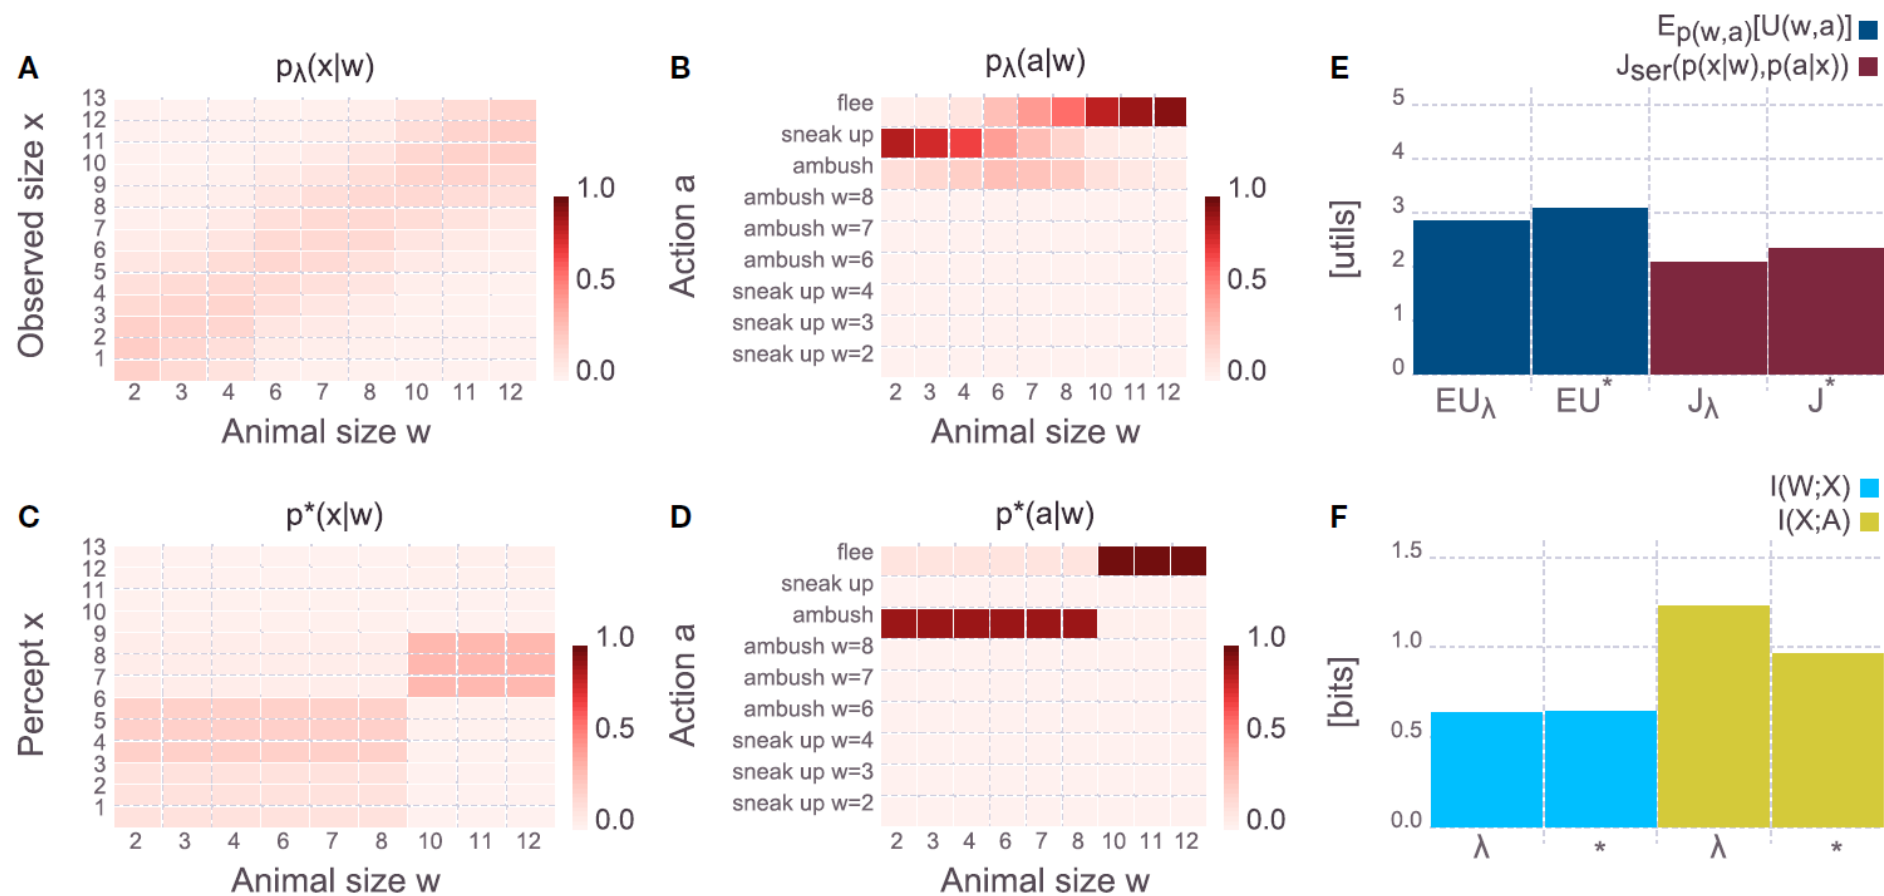 A
pλ(x|w)
Observed size x
13
12
11
10
9
8
7
6
5
4
3
2
1
2 3 4 6 7 8 10 11 12
Animal size w
1.0
0.5
0.0
B
pλ(a|w)
Action a
flee
sneak up
ambush
ambush w=8
ambush w=7
ambush w=6
sneak up w=4
sneak up w=3
sneak up w=2
2 3 4 6 7 8 10 11 12
Animal size w
1.0
0.5
0.0
E
Ep(w,a)[U(w,a)]
Jser(p(x|w),p(a|x))
[utils]
5
4
3
2
1
0
EUλ EU* Jλ J*
C
p*(x|w)
Percept x
13
12
11
10
9
8
7
6
5
4
3
2
1
2 3 4 6 7 8 10 11 12
Animal size w
1.0
0.5
0.0
D
p*(a|w)
Action a
flee
sneak up
ambush
ambush w=8
ambush w=7
ambush w=6
sneak up w=4
sneak up w=3
sneak up w=2
2 3 4 6 7 8 10 11 12
Animal size w
1.0
0.5
0.0
F
I(W;X)
I(X;A)
[bits]
1.5
1.0
0.5
0.0
λ * λ *